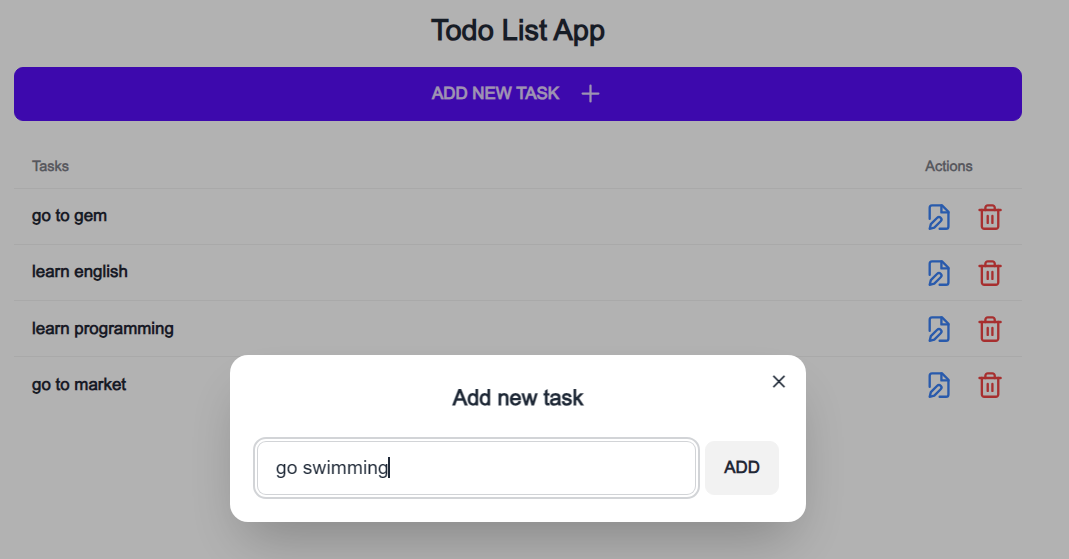 Todo List App
ADD NEW TASK
Tasks Actions
go to gem
learn english
learn programming
go to market
Add new task
go swimming
ADD